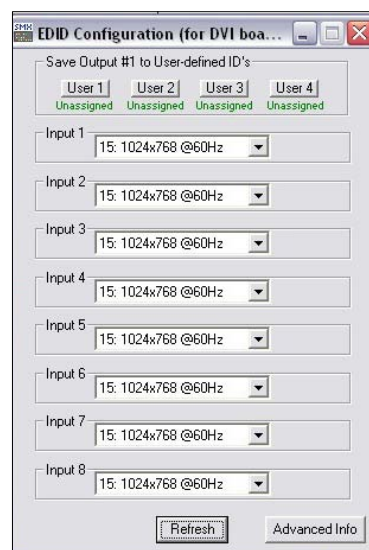 SMX EDID Configuration (for DVI boa...
Save Output #1 to User-defined ID's
User 1 User 2 User 3 User 4
Unassigned Unassigned Unassigned Unassigned
Input 1
15: 1024x768 @60Hz
Input 2
15: 1024x768 @60Hz
Input 3
15: 1024x768 @60Hz
Input 4
15: 1024x768 @60Hz
Input 5
15: 1024x768 @60Hz
Input 6
15: 1024x768 @60Hz
Input 7
15: 1024x768 @60Hz
Input 8
15: 1024x768 @60Hz
Refresh Advanced Info